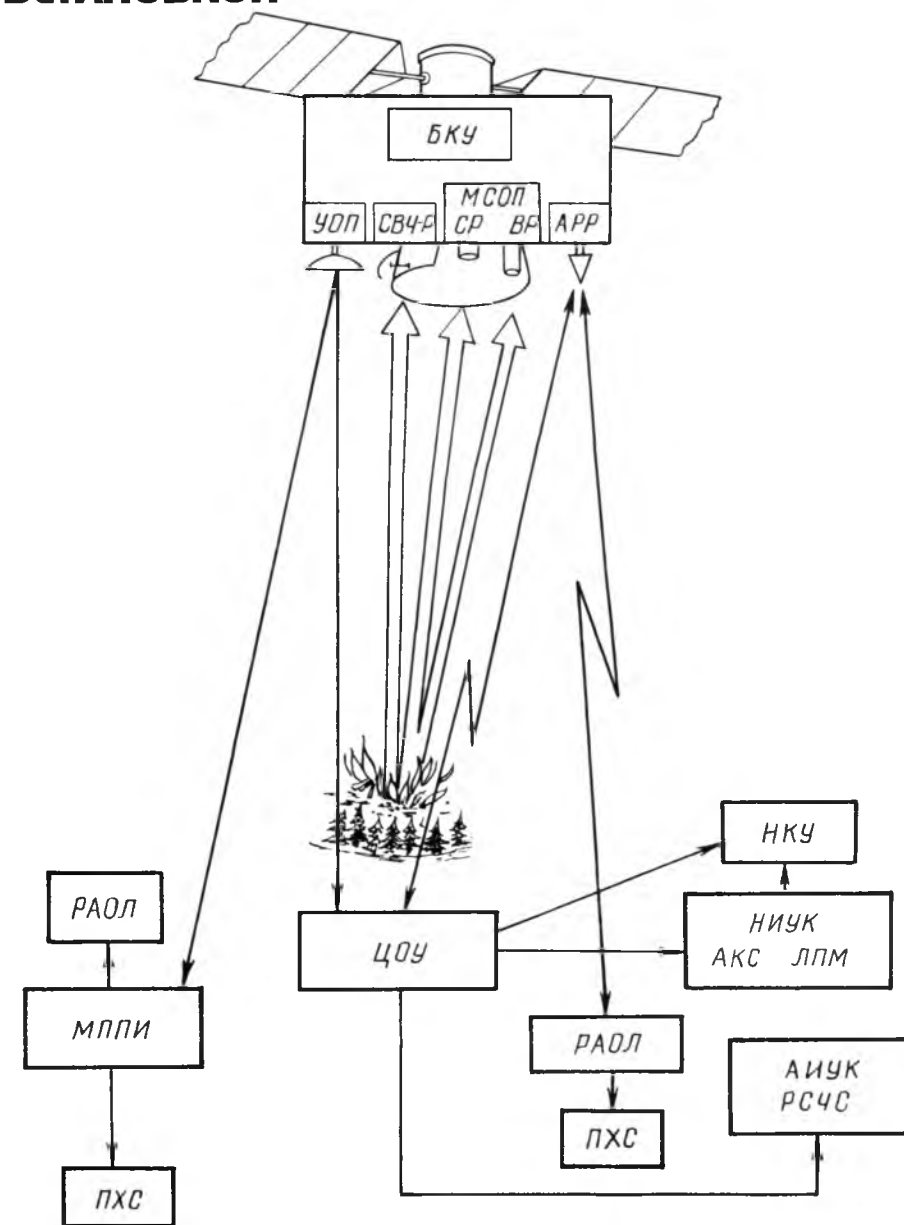 БКУ
МСОП
УОП СВЧ-Р СР ВР АРР
НКУ
РАОЛ
НИУК
ЦОУ
АКС ЛПМ
МППИ
РАОЛ
АИУК
РСЧС
ПХС
ПХС